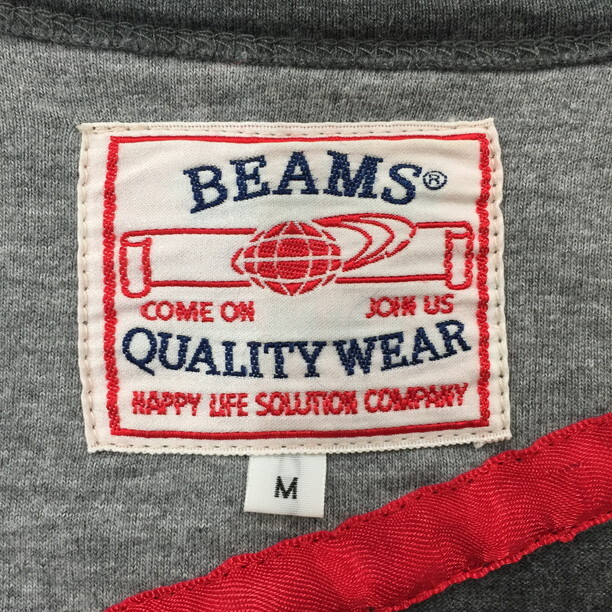 BEAMS®
COME ON JOIN US
QUALITY WEAR
HAPPY LIFE SOLUTION COMPANY
M